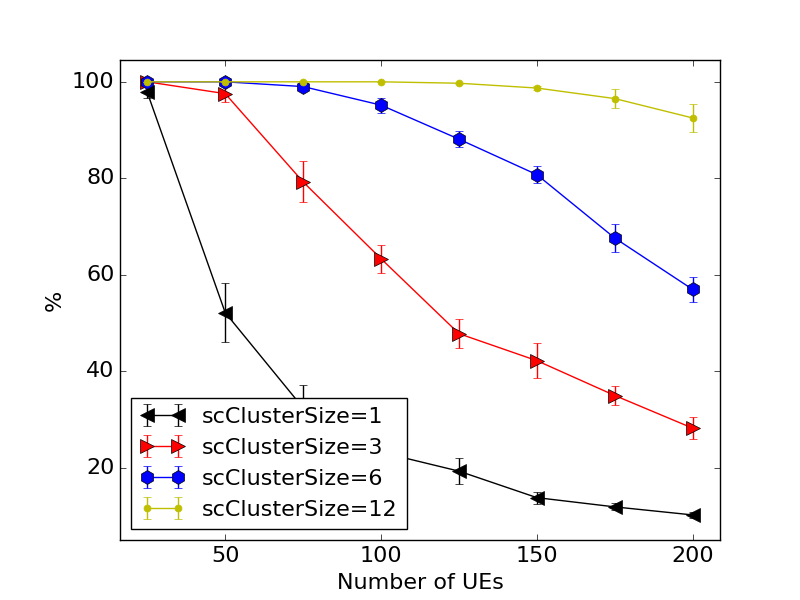 100
80
60
40
20
%
scClusterSize=1
scClusterSize=3
scClusterSize=6
scClusterSize=12
50 100 150 200
Number of UEs